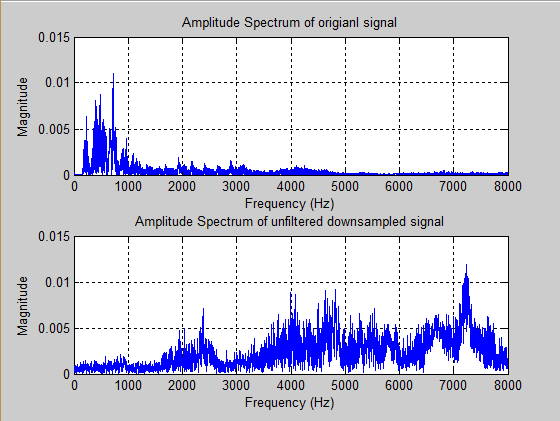 Amplitude Spectrum of origianl signal
0.015
0.01
0.005
0
Magnitude
0 1000 2000 3000 4000 5000 6000 7000 8000
Frequency (Hz)
Amplitude Spectrum of unfiltered downsampled signal
0.015
0.01
0.005
0
Magnitude
0 1000 2000 3000 4000 5000 6000 7000 8000
Frequency (Hz)